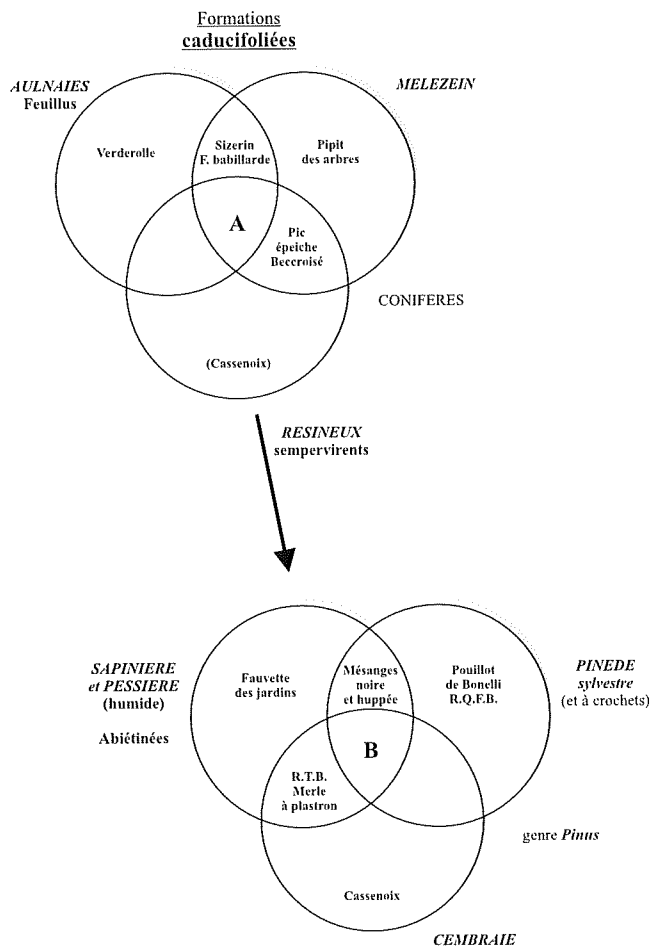 Formations
caducifoliées
AULNAIES
Feuillus
MELEZEIN
Verderolle
Sizerin
F. babillarde
Pipit
des arbres
A
Pic
épeiche
Beccroisé
CONIFERES
(Cassenoix)
RESINEUX
sempervirents
SAPINIERE
et PESSIERE
(humide)
Abiétinées
Fauvette
des jardins
Mésanges
noire
et huppée
Pouillot
de Bonelli
R.Q.F.B.
PINEDE
sylvestre
(et à crochets)
B
R.T.B.
Merle
à plastron
genre Pinus
Cassenoix
CEMBRAIE